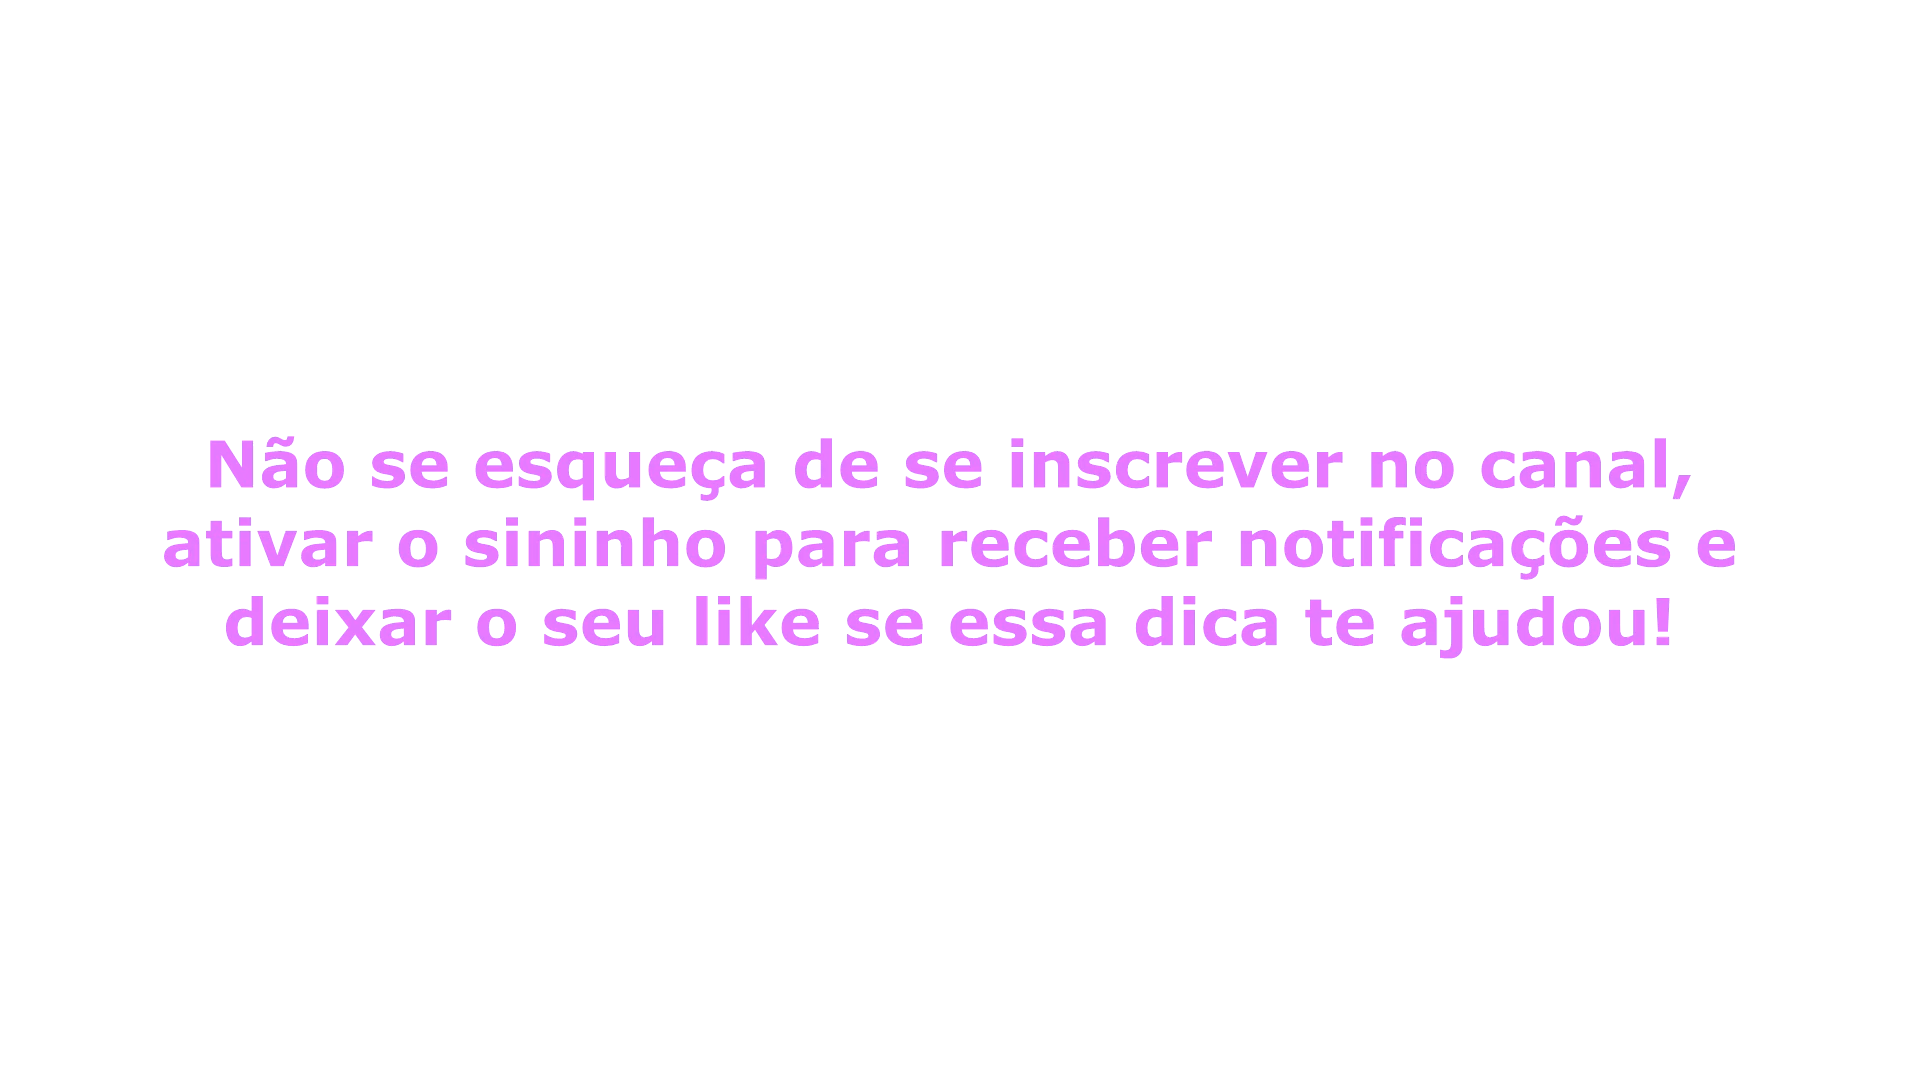 Não se esqueça de se inscrever no canal,
ativar o sininho para receber notificações e
deixar o seu like se essa dica te ajudou!